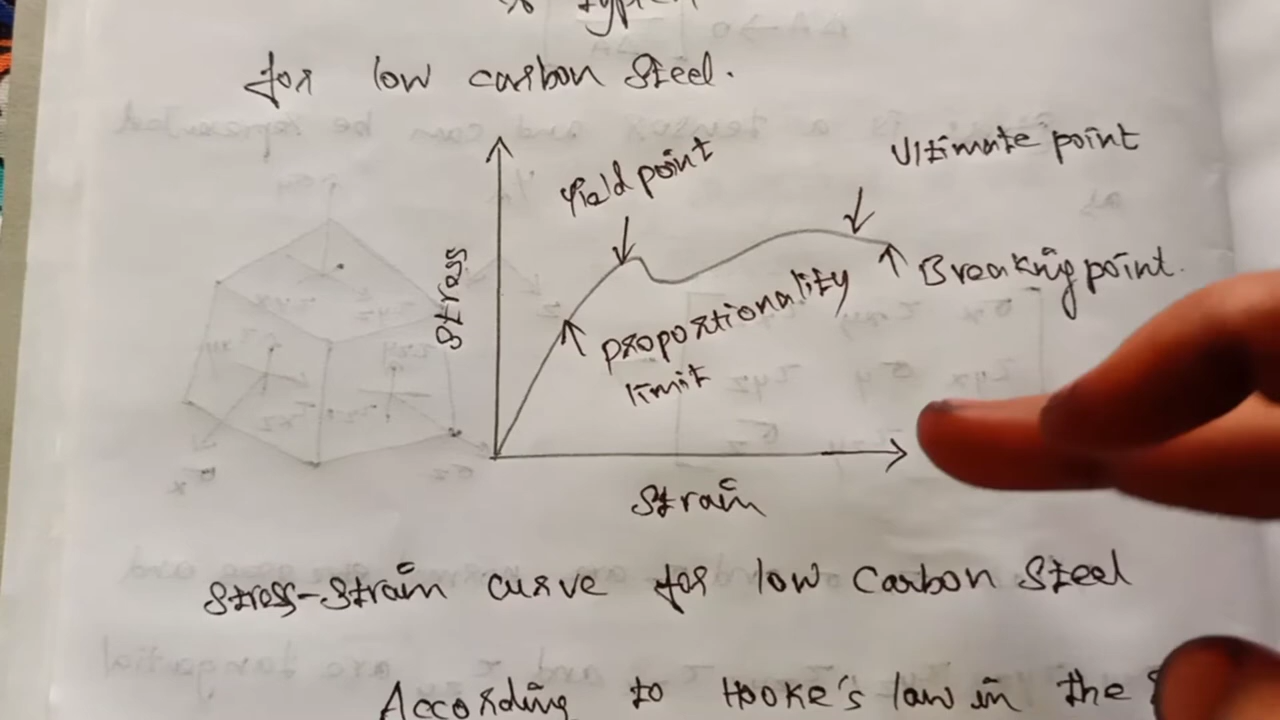 for low carbon steel.
Ultimate point
Yield point
Stress
Breaking point.
proportionality
limit
Strain
Stress-Strain curve for low carbon steel
According to Hooke's law in the